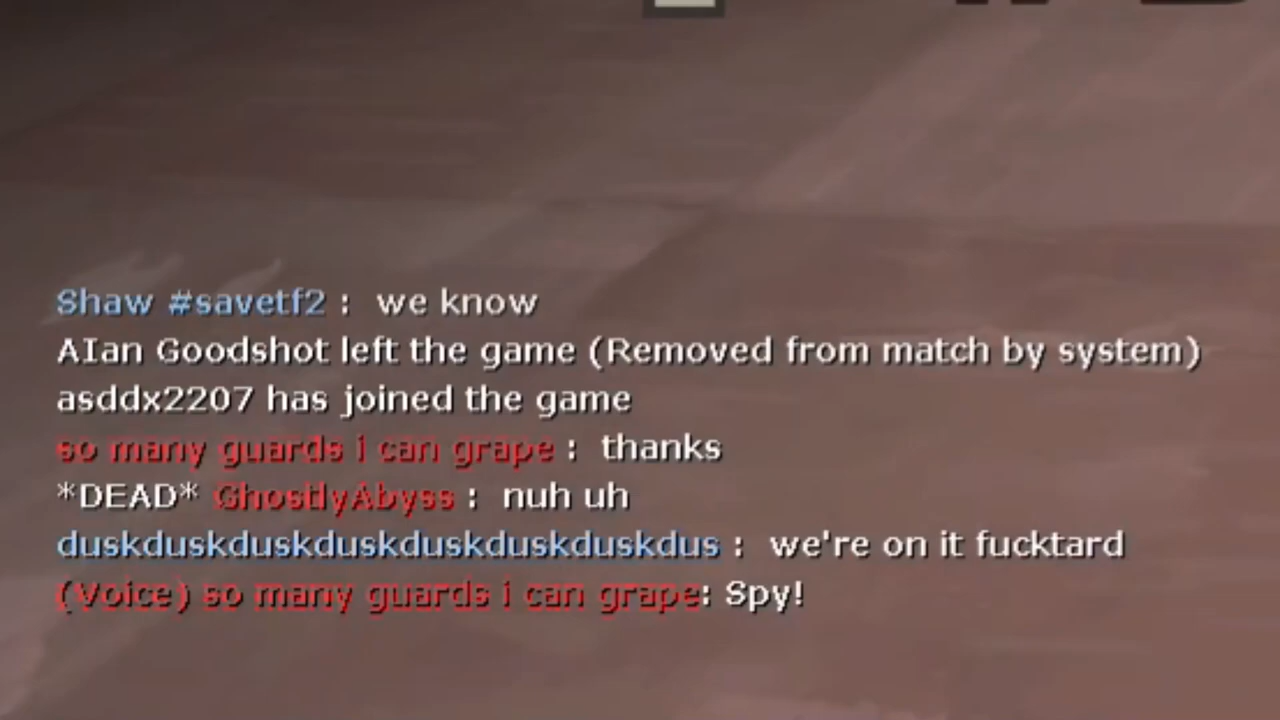 Shaw #savetf2 :  we know
AIan Goodshot left the game (Removed from match by system)
asddx2207 has joined the game
so many guards i can grape :  thanks
*DEAD* GhostlyAbyss :  nuh uh
duskduskduskduskduskduskduskdus :  we're on it fucktard
(Voice) so many guards i can grape: Spy!